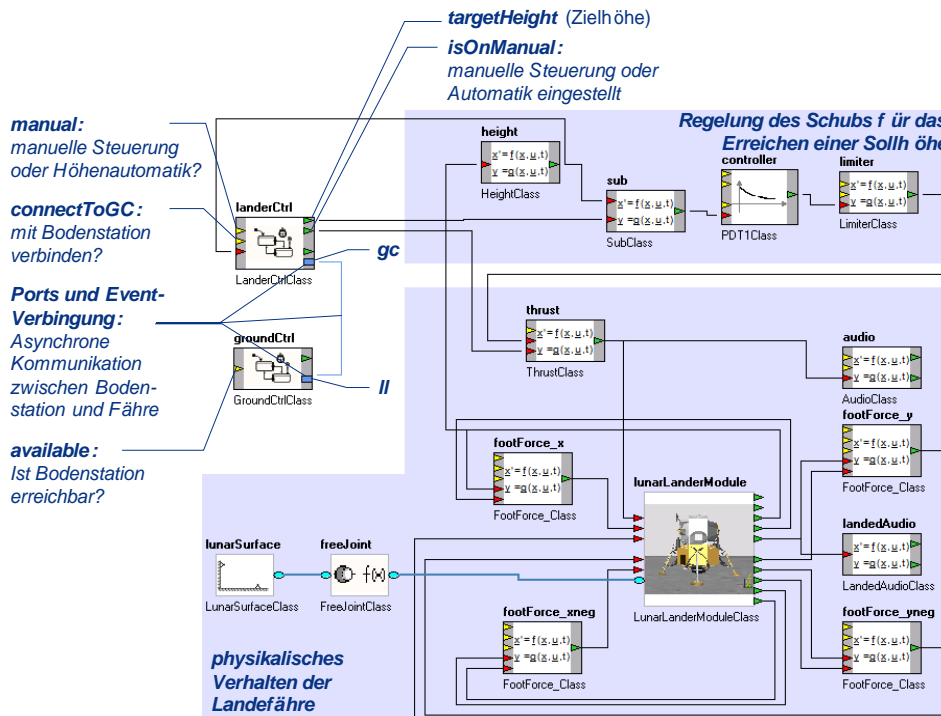 targetHeight (Zielhöhe)
isOnManual:
manuelle Steuerung oder
Automatik eingestellt
manual:
manuelle Steuerung
oder Höhenautomatik?
connectToGC:
mit Bodenstation
verbinden?
Ports und Event-
Verbingung:
Asynchrone
Kommunikation
zwischen Boden-
station und Fähre
available:
Ist Bodenstation
erreichbar?
gc
ll
Regelung des Schubs f ür das
Erreichen einer Sollh öhe
height
x'=f(x,u,t)
y =g(x,u,t)
HeightClass
sub
x'=f(x,u,t)
y =g(x,u,t)
SubClass
controller
PDT1Class
limiter
x'=f(x,u,t)
y =g(x,u,t)
LimiterClass
landerCtrl
LanderCtrlClass
groundCtrl
GroundCtrlClass
thrust
x'=f(x,u,t)
y =g(x,u,t)
ThrustClass
audio
x'=f(x,u,t)
y =g(x,u,t)
AudioClass
footForce_x
x'=f(x,u,t)
y =g(x,u,t)
FootForce_Class
footForce_y
x'=f(x,u,t)
y =g(x,u,t)
FootForce_Class
lunarLanderModule
LunarLanderModuleClass
landedAudio
x'=f(x,u,t)
y =g(x,u,t)
LandedAudioClass
lunarSurface
LunarSurfaceClass
freeJoint
f(x)
FreeJointClass
footForce_xneg
x'=f(x,u,t)
y =g(x,u,t)
FootForce_Class
footForce_yneg
x'=f(x,u,t)
y =g(x,u,t)
FootForce_Class
physikalisches
Verhalten der
Landefähre